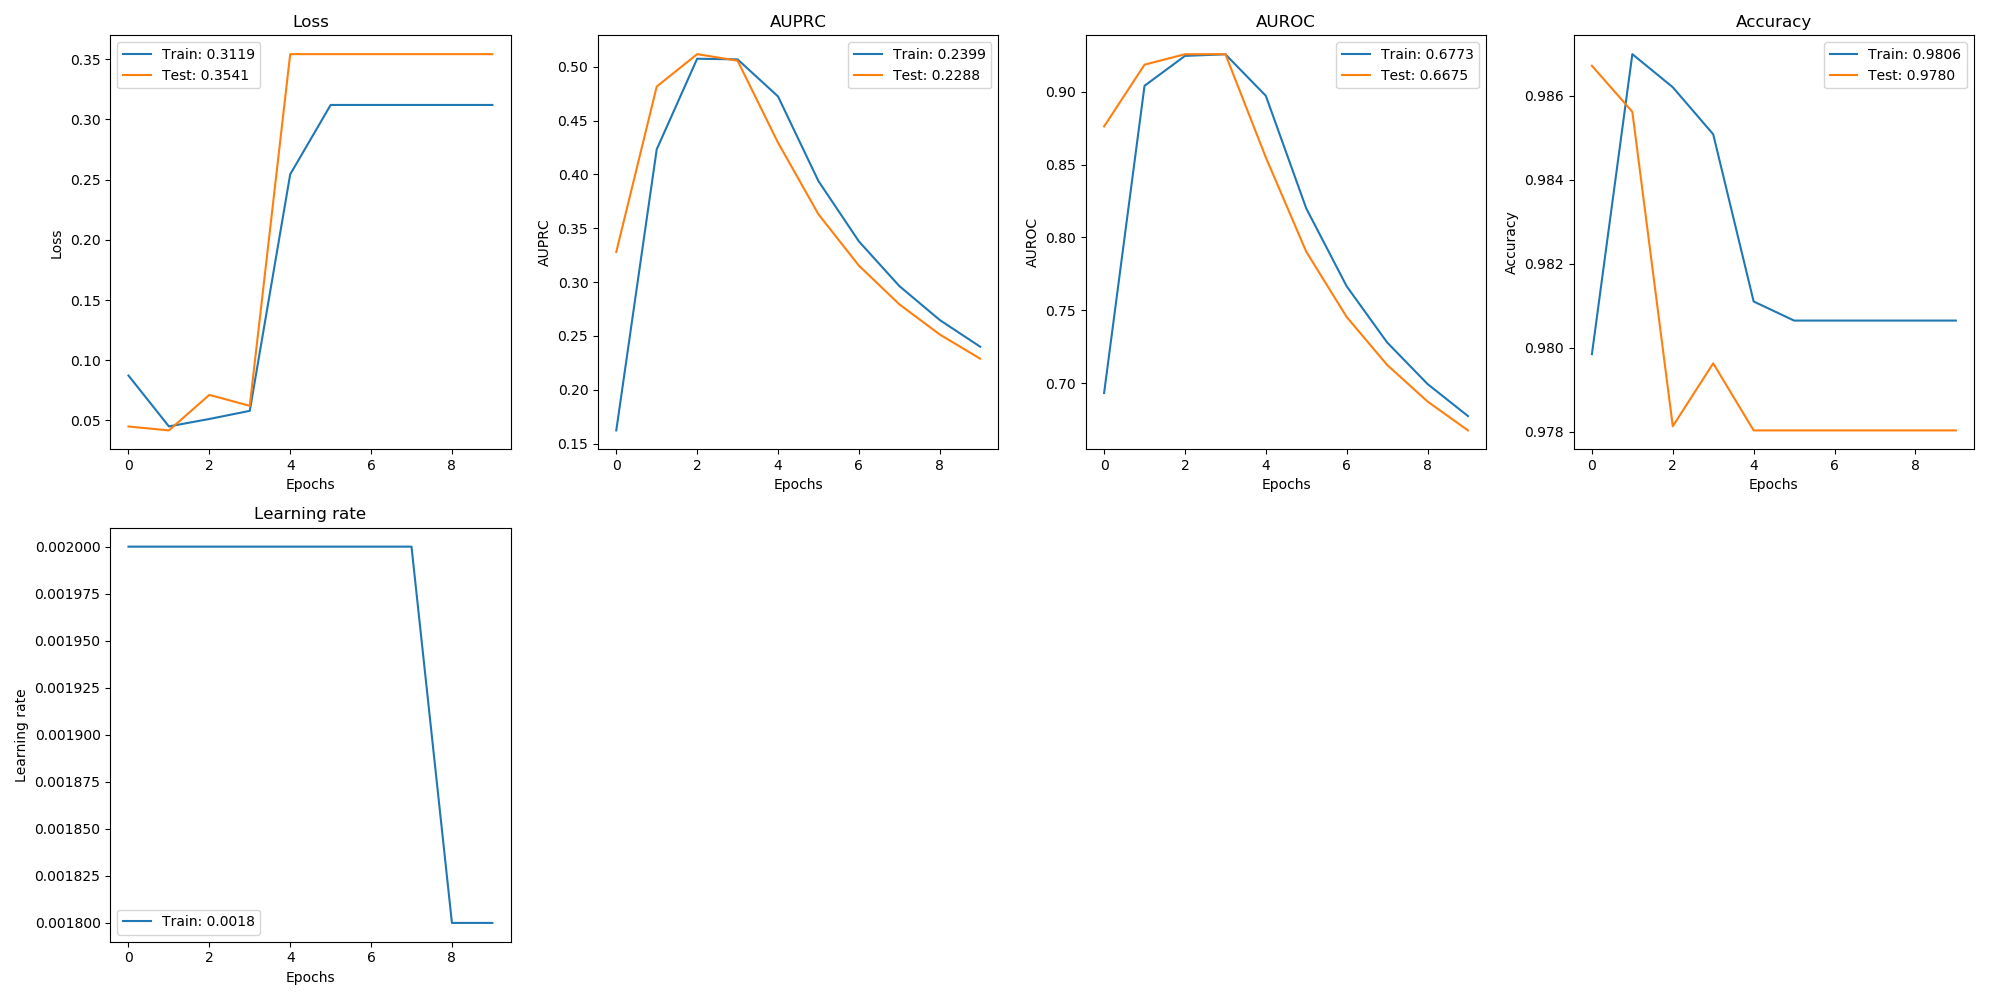 Loss
Train: 0.3119
Test: 0.3541
0.35
0.30
0.25
0.20
0.15
0.10
0.05
Loss
0 2 4 6 8
Epochs
AUPRC
Train: 0.2399
Test: 0.2288
0.50
0.45
0.40
0.35
0.30
0.25
0.20
0.15
AUPRC
0 2 4 6 8
Epochs
AUROC
Train: 0.6773
Test: 0.6675
0.90
0.85
0.80
0.75
0.70
AUROC
0 2 4 6 8
Epochs
Accuracy
Train: 0.9806
Test: 0.9780
0.986
0.984
0.982
0.980
0.978
Accuracy
0 2 4 6 8
Epochs
Learning rate
0.002000
0.001975
0.001950
0.001925
0.001900
0.001875
0.001850
0.001825
0.001800
Learning rate
Train: 0.0018
0 2 4 6 8
Epochs